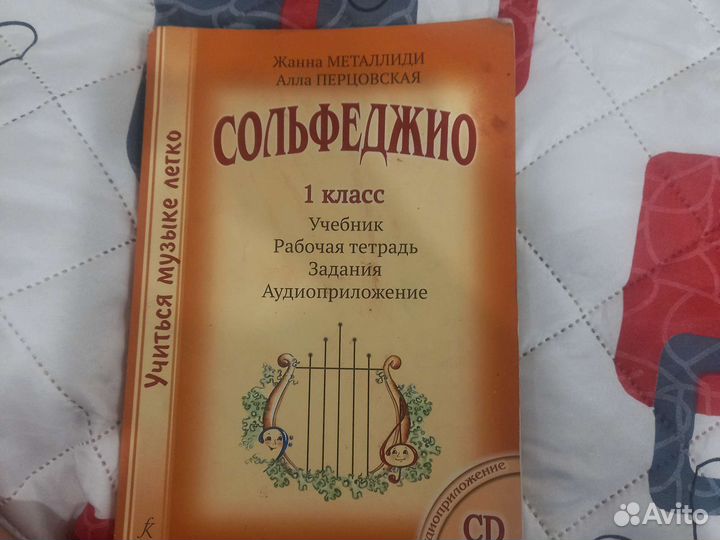 Жанна МЕТАЛЛИДИ
Алла ПЕРЦОВСКАЯ
СОЛЬФЕДЖИО
1 класс
Учебник
Рабочая тетрадь
Задания
Аудиоприложение
Учиться музыке легко
CD
Avito